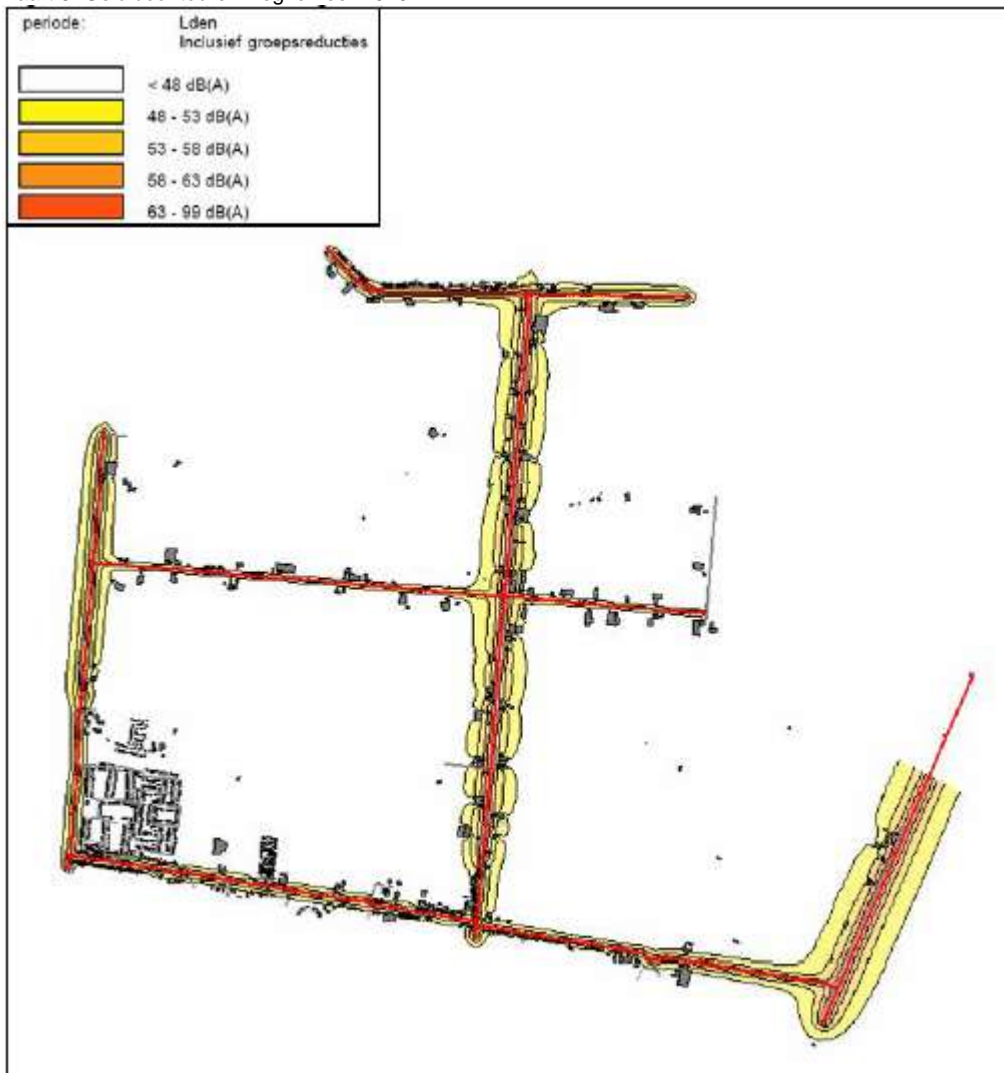 periode: Lden
Inclusief groepsreducties
< 48 dB(A)
48 - 53 dB(A)
53 - 58 dB(A)
58 - 63 dB(A)
63 - 99 dB(A)